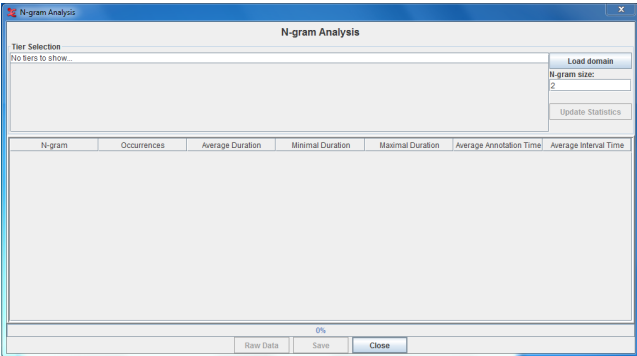 N-gram Analysis
x
N-gram Analysis
Tier Selection
No tiers to show...
Load domain
N-gram size:
2
Update Statistics
N-gram Occurrences Average Duration Minimal Duration Maximal Duration Average Annotation Time Average Interval Time
0%
Raw Data Save Close